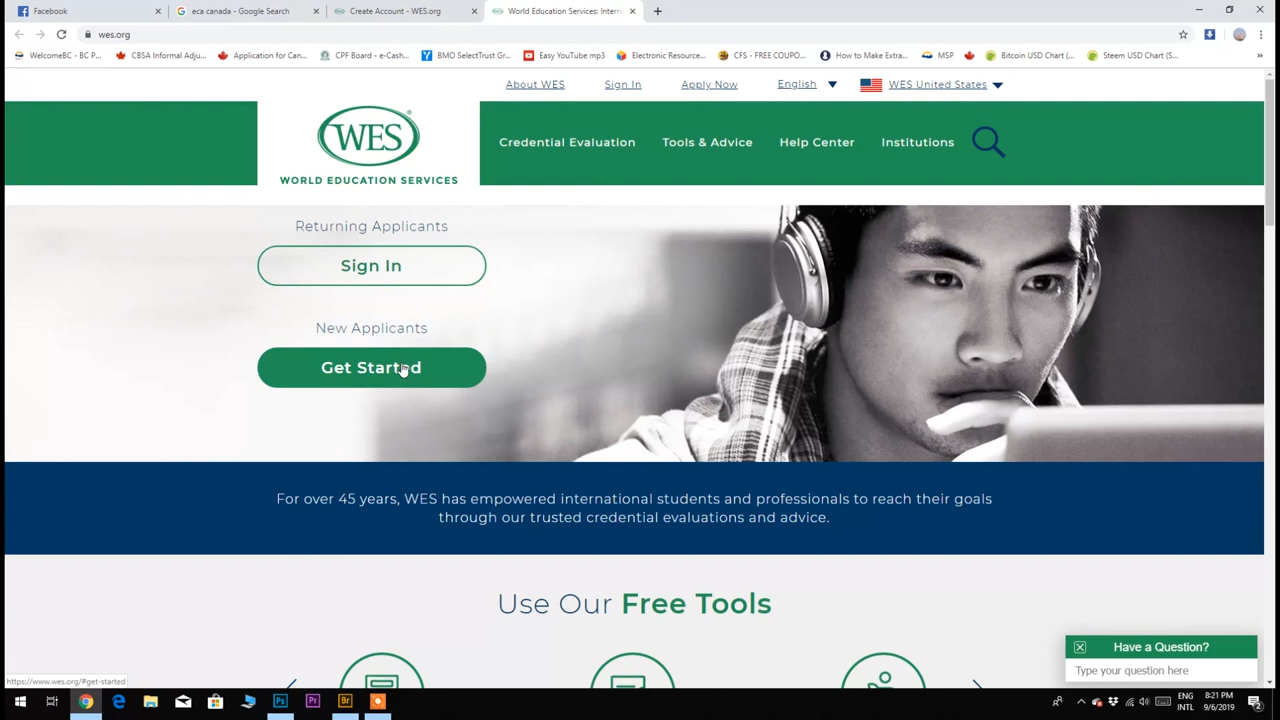 Facebook
eca canada - Google Search
Create Account - WES.org
World Education Services: Intern
wes.org
WelcomeBC - BC P...
CBSA Informal Adju...
Application for Can...
CPF Board - e-Cash...
BMO SelectTrust Gr...
Easy YouTube mp3
Electronic Resource...
CFS - FREE COUPO...
How to Make Extra...
MSP
Bitcoin USD Chart (...
Steem USD Chart (S...
»
About WES
Sign In
Apply Now
English
WES United States
WES
®
WORLD EDUCATION SERVICES
Credential Evaluation
Tools & Advice
Help Center
Institutions
Returning Applicants
Sign In
New Applicants
Get Started
For over 45 years, WES has empowered international students and professionals to reach their goals
through our trusted credential evaluations and advice.
Use Our Free Tools
Have a Question?
Type your question here
https://www.wes.org/#get-started
Ps
Pr
Br
ENG
INTL
8:21 PM
9/6/2019
2